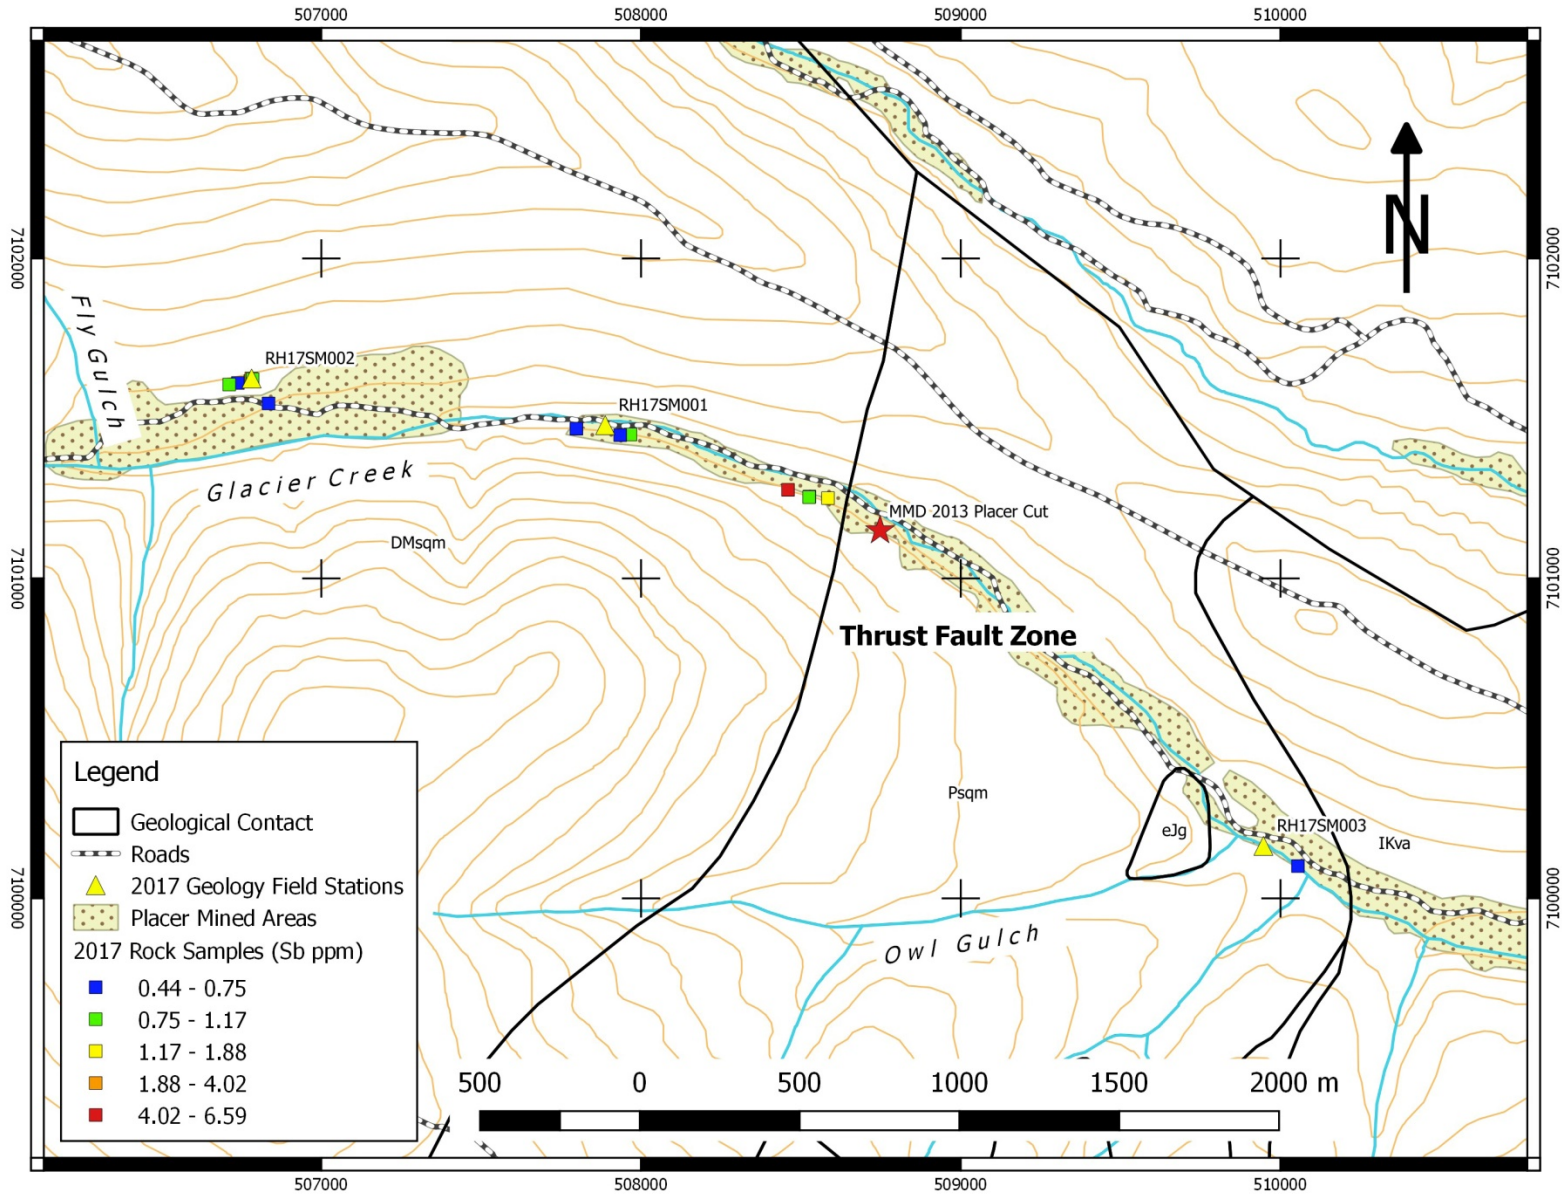 507000 508000 509000 510000
N
7102000 7102000
Fly Gulch
RH17SM002
RH17SM001
Glacier Creek
MMD 2013 Placer Cut
DMsqm
7101000 7101000
Thrust Fault Zone
Psqm
eJg
RH17SM003
IKva
7100000 7100000
Owl Gulch
Legend
Geological Contact
Roads
2017 Geology Field Stations
Placer Mined Areas
2017 Rock Samples (Sb ppm)
0.44 - 0.75
0.75 - 1.17
1.17 - 1.88
1.88 - 4.02
4.02 - 6.59
500 0 500 1000 1500 2000 m
507000 508000 509000 510000